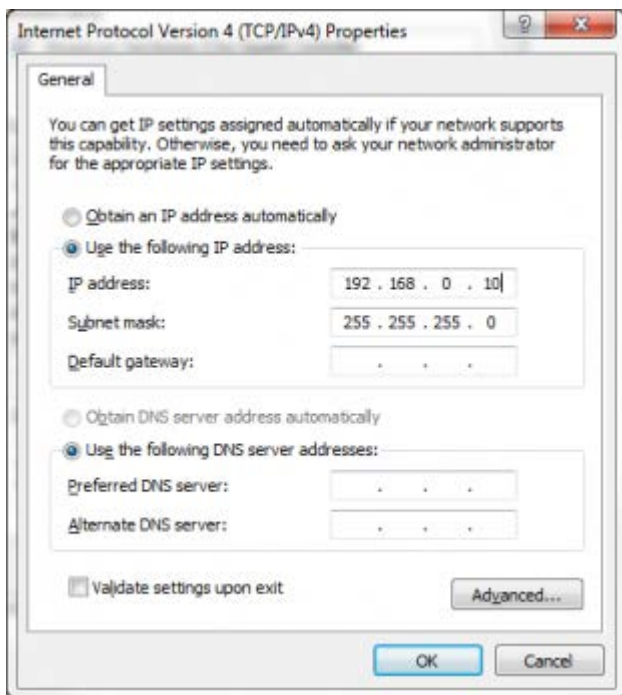 Internet Protocol Version 4 (TCP/IPv4) Properties
General
You can get IP settings assigned automatically if your network supports
this capability. Otherwise, you need to ask your network administrator
for the appropriate IP settings.
Obtain an IP address automatically
Use the following IP address:
IP address: 192 . 168 . 0 . 10
Subnet mask: 255 . 255 . 255 . 0
Default gateway: . . .
Obtain DNS server address automatically
Use the following DNS server addresses:
Preferred DNS server: . . .
Alternate DNS server: . . .
Validate settings upon exit
Advanced...
OK Cancel